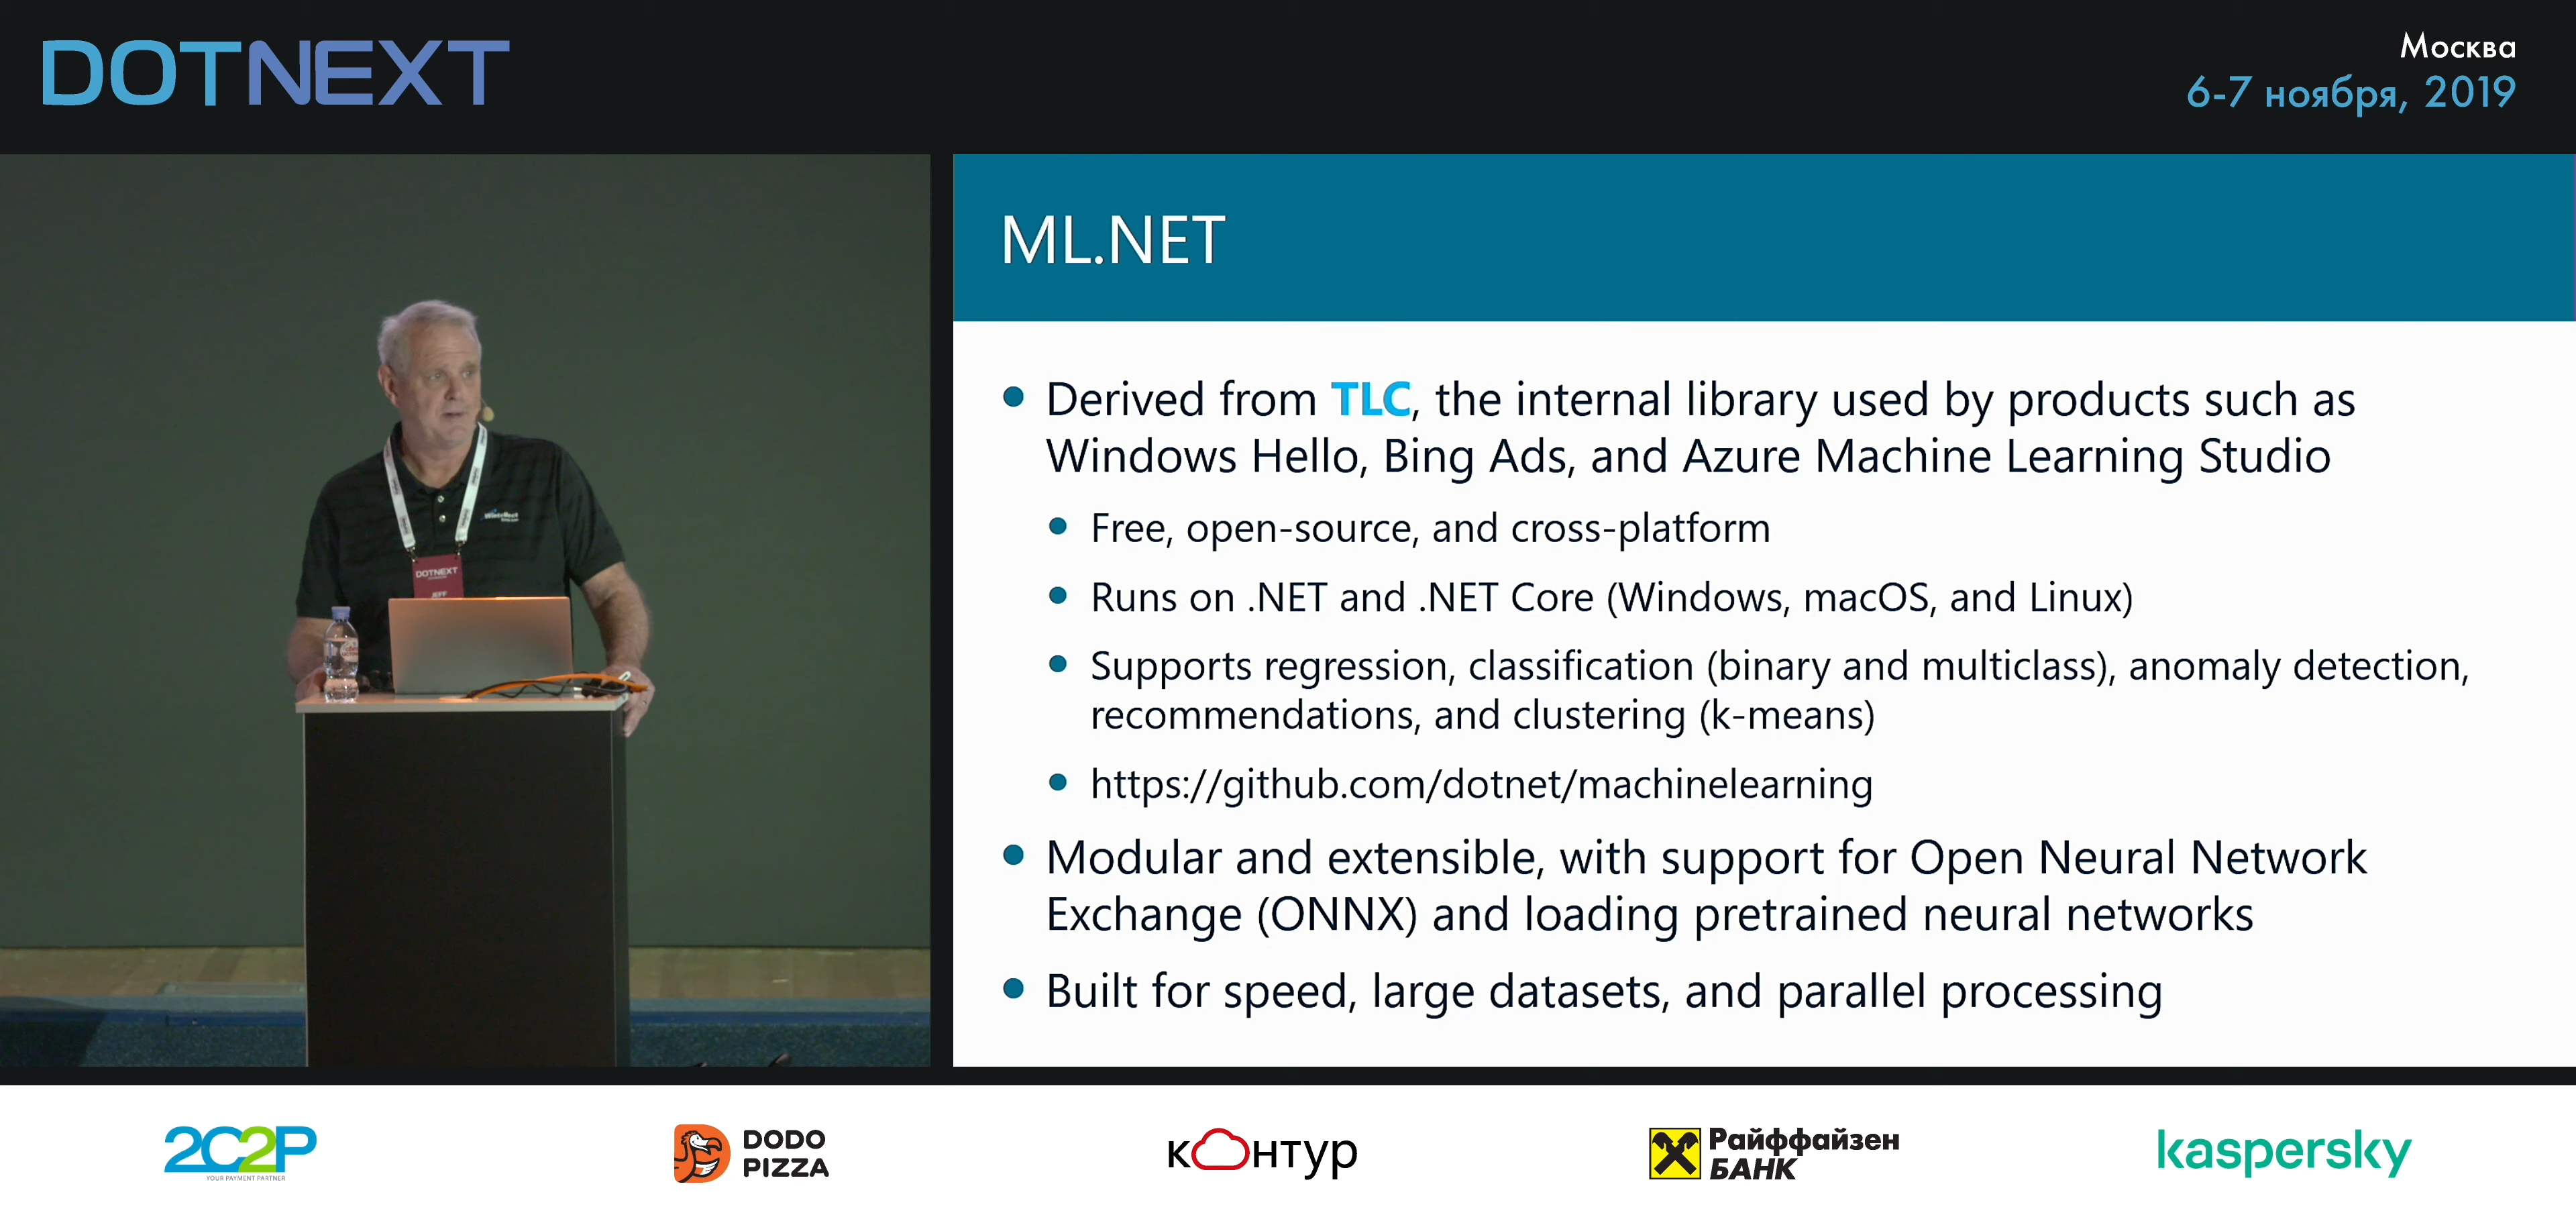 DOTNEXT
Москва
6-7 ноября, 2019
ML.NET
Derived from TLC, the internal library used by products such as
Windows Hello, Bing Ads, and Azure Machine Learning Studio
Free, open-source, and cross-platform
Runs on .NET and .NET Core (Windows, macOS, and Linux)
Supports regression, classification (binary and multiclass), anomaly detection,
recommendations, and clustering (k-means)
https://github.com/dotnet/machinelearning
Modular and extensible, with support for Open Neural Network
Exchange (ONNX) and loading pretrained neural networks
Built for speed, large datasets, and parallel processing
DOTNEXT
JEFF
2C2P
YOUR PAYMENT PARTNER
DODO
PIZZA
контур
Райффайзен
БАНК
kaspersky